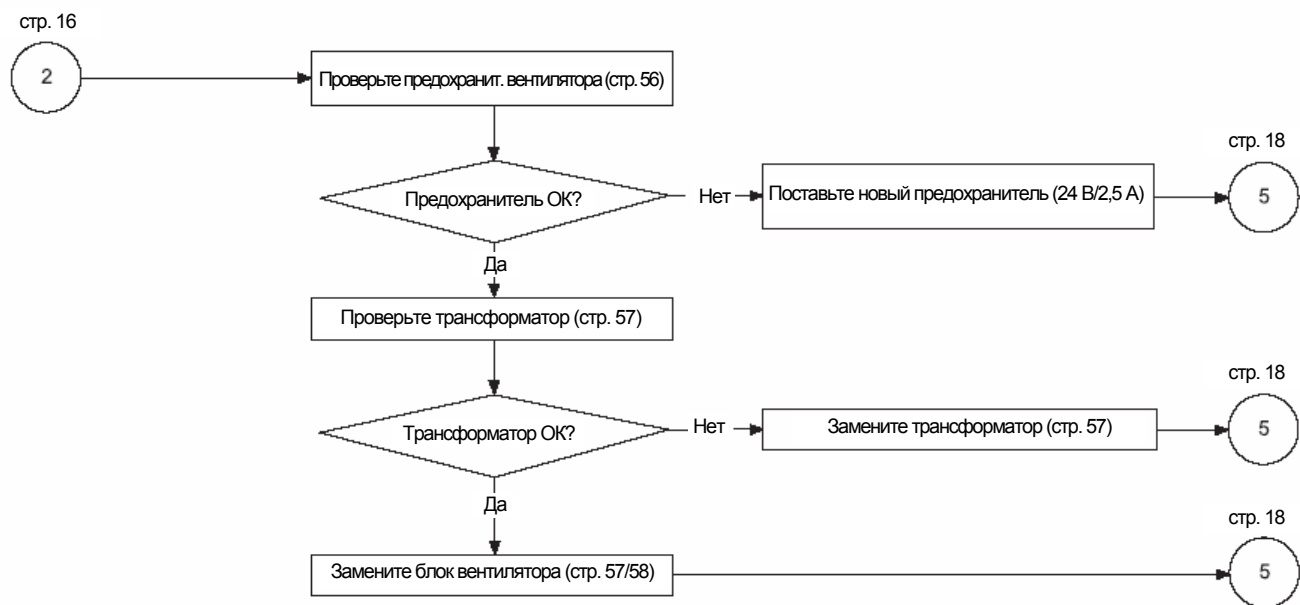 стр. 16
2
Проверьте предохранит. вентилятора (стр. 56)
стр. 18
Предохранитель ОК?
Нет
Поставьте новый предохранитель (24 В/2,5 А)
5
Да
Проверьте трансформатор (стр. 57)
стр. 18
Трансформатор ОК?
Нет
Замените трансформатор (стр. 57)
5
Да
стр. 18
Замените блок вентилятора (стр. 57/58)
5